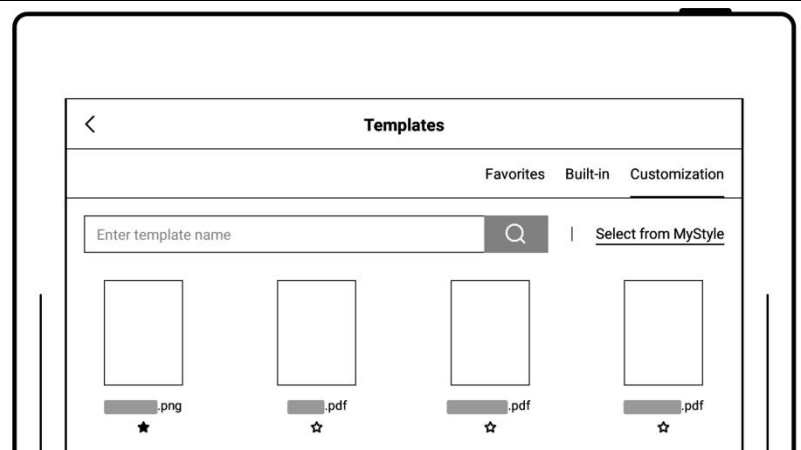 Templates
Favorites Built-in Customization
Enter template name | Select from MyStyle
.png .pdf .pdf .pdf